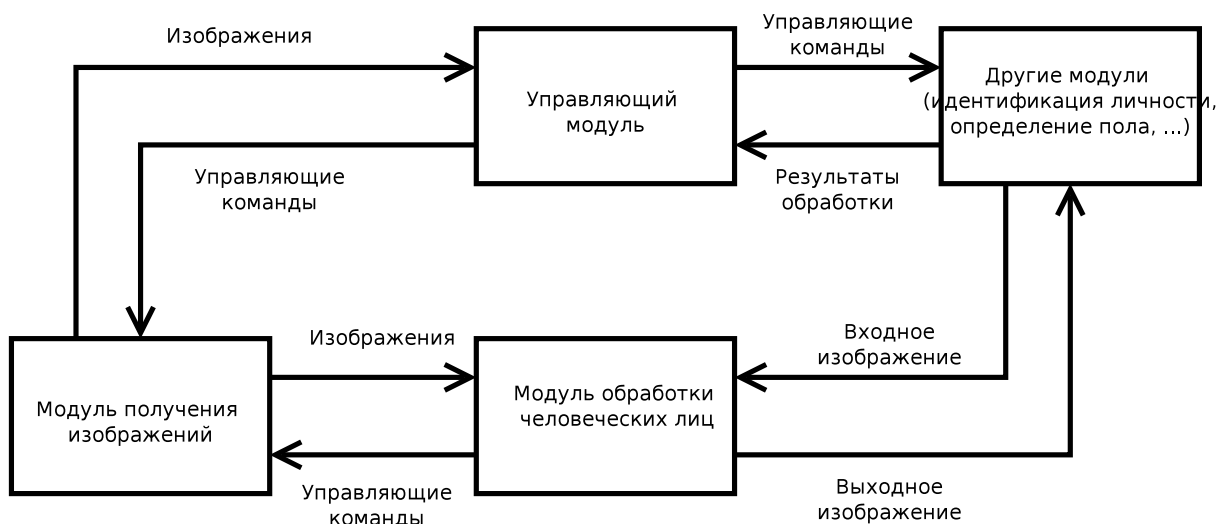 Изображения
Управляющие
команды
Управляющий
модуль
Другие модули
(идентификация личности,
определение пола, ...)
Управляющие
команды
Результаты
обработки
Изображения
Входное
изображение
Модуль получения
изображений
Модуль обработки
человеческих лиц
Управляющие
команды
Выходное
изображение